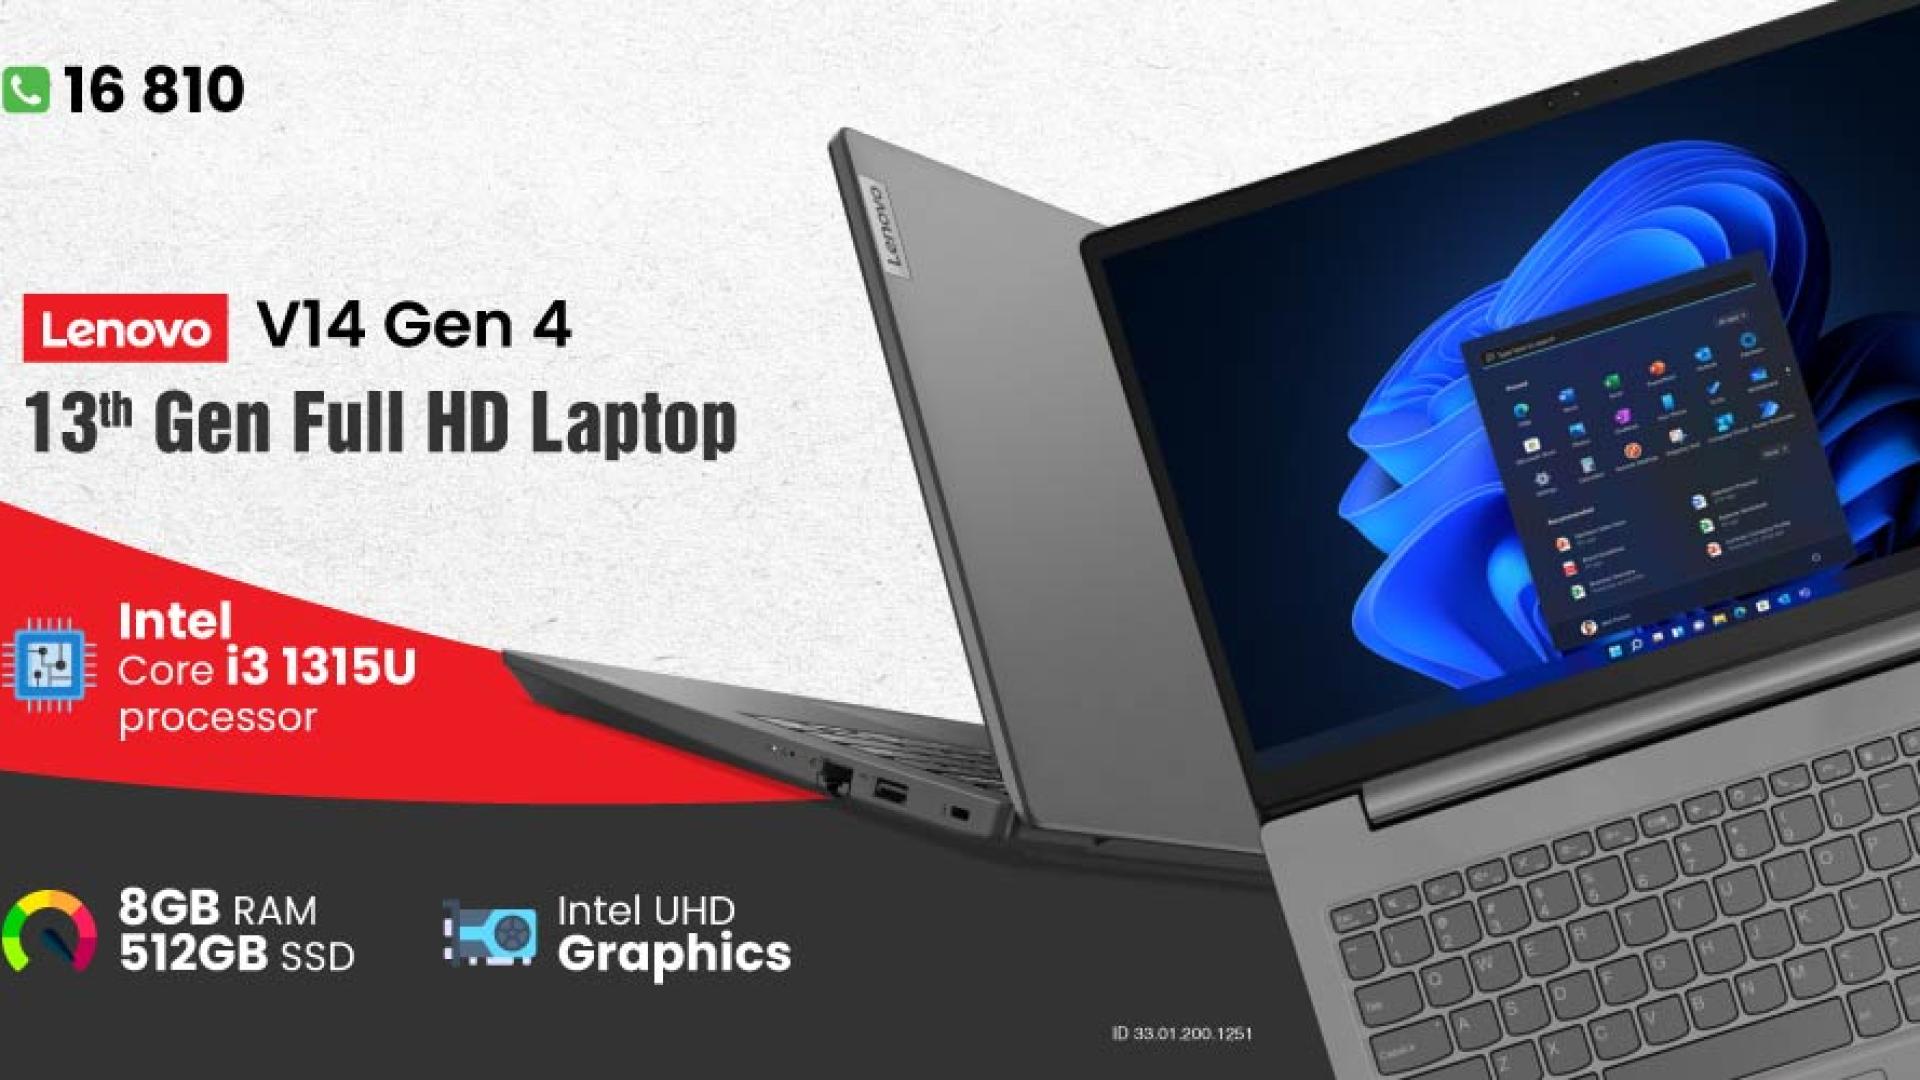 16 810
Lenovo
Lenovo V14 Gen 4
13th Gen Full HD Laptop
Intel
Core i3 1315U
processor
8GB RAM
512GB SSD
Intel UHD
Graphics
ID 33.01.200.1251